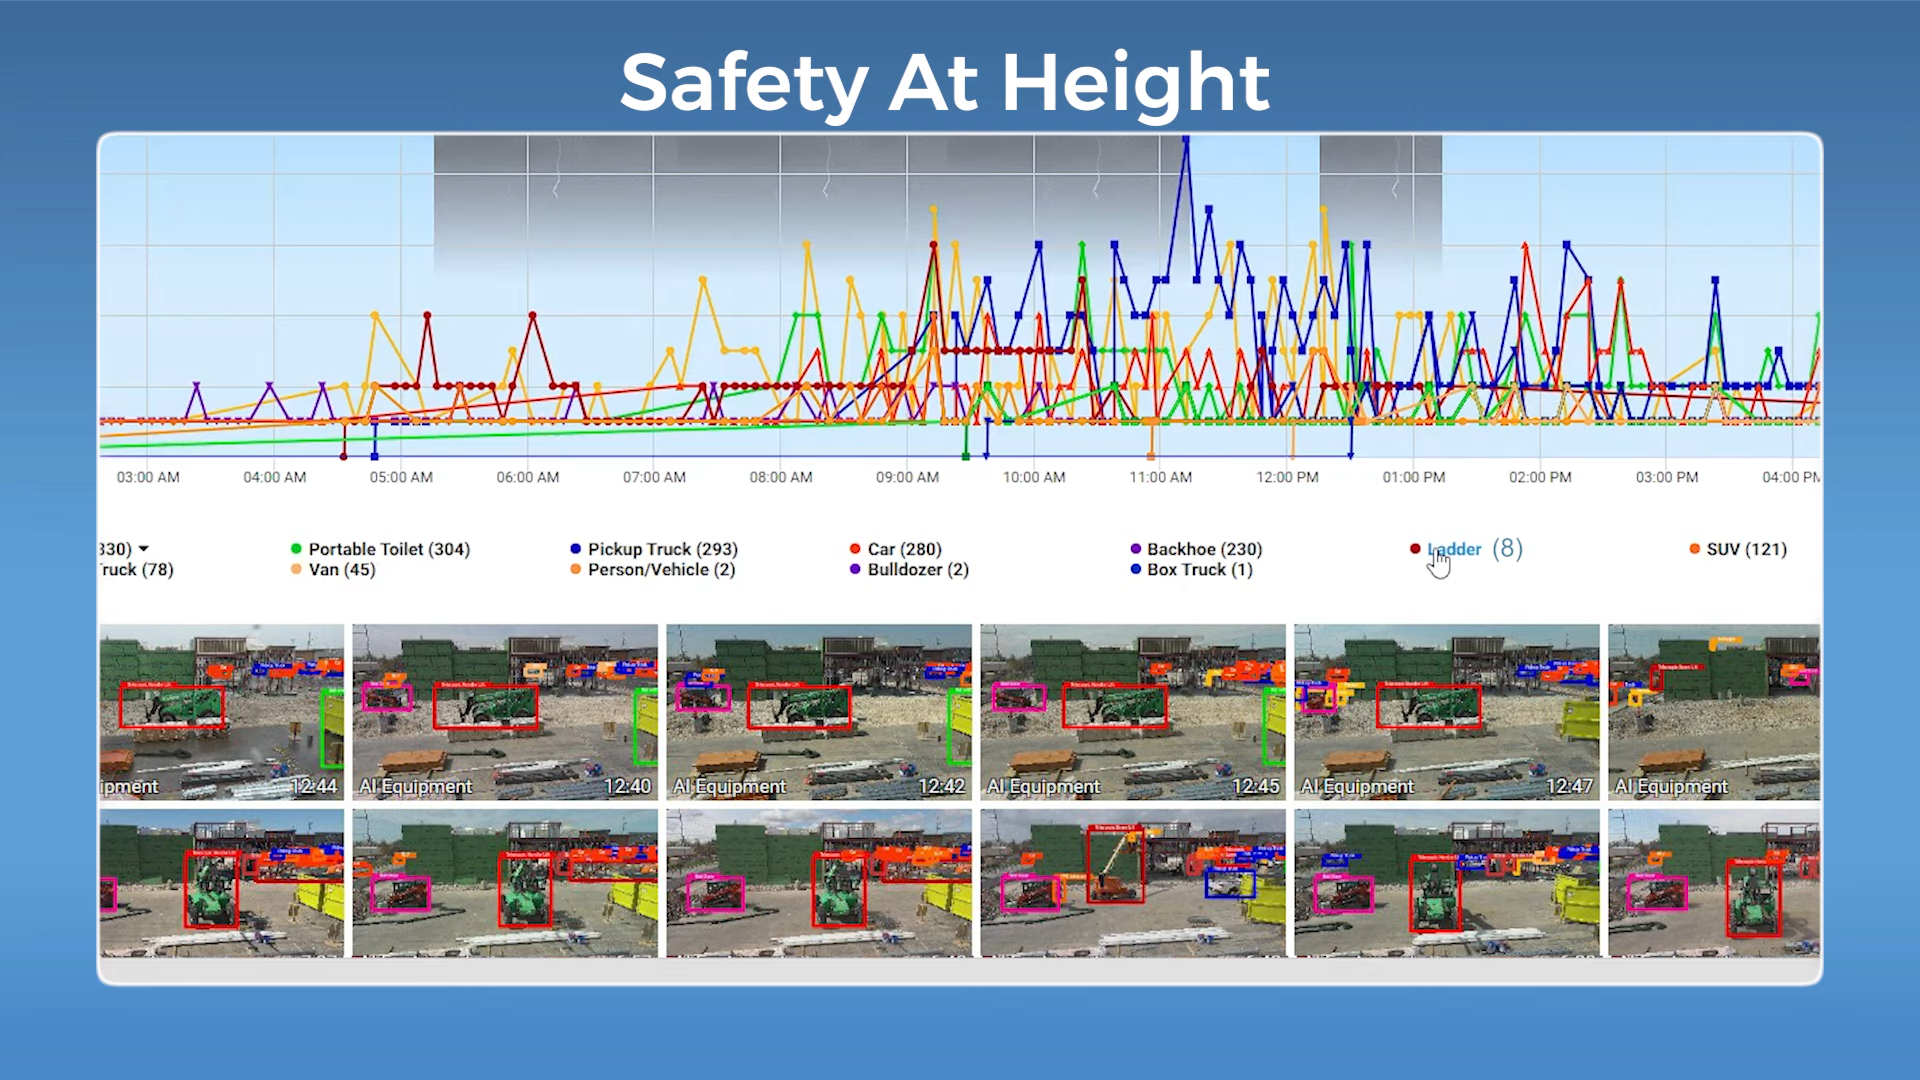 Safety At Height
03:00 AM 04:00 AM 05:00 AM 06:00 AM 07:00 AM 08:00 AM 09:00 AM 10:00 AM 11:00 AM 12:00 PM 01:00 PM 02:00 PM 03:00 PM 04:00 PM
330) Portable Toilet (304) Pickup Truck (293) Car (280) Backhoe (230) Ladder (8) SUV (121)
ruck (78) Van (45) Person/Vehicle (2) Bulldozer (2) Box Truck (1)
ipment 12:44 AI Equipment 12:40 AI Equipment 12:42 AI Equipment 12:45 AI Equipment 12:47 AI Equipment